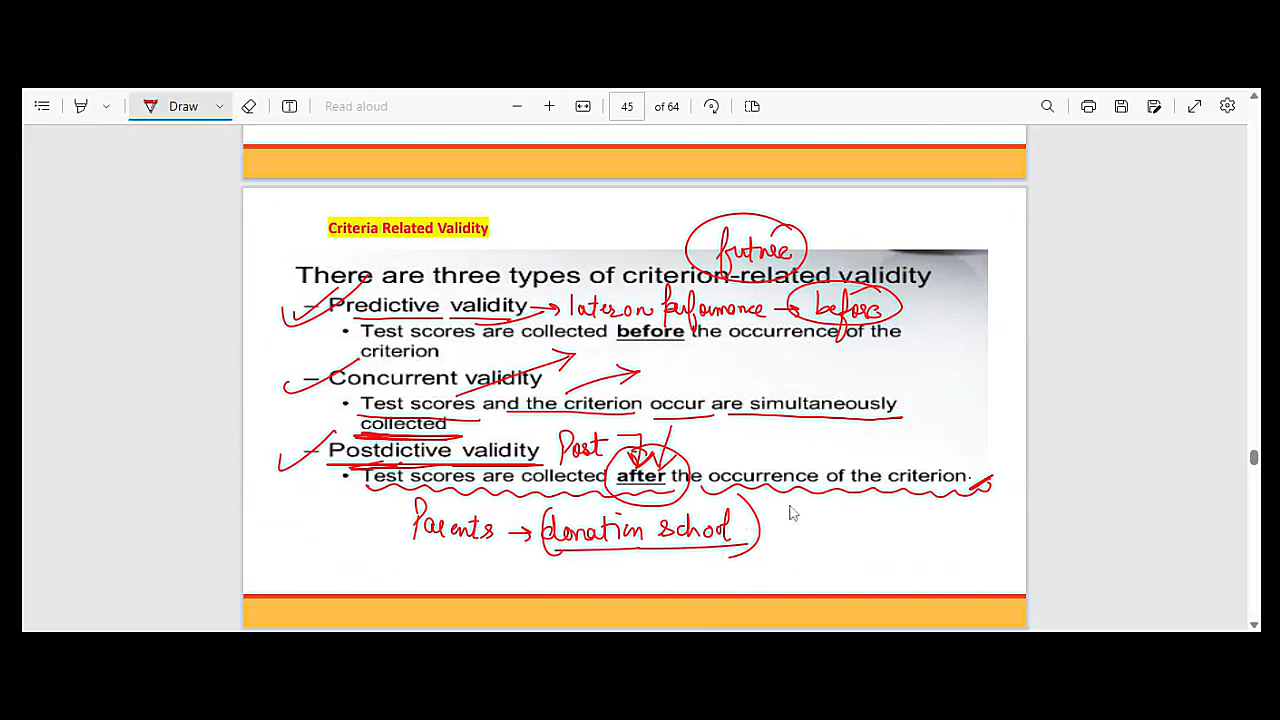 Draw
Read aloud
45 of 64
Criteria Related Validity
future
There are three types of criterion-related validity
– Predictive validity → later on performance → before
• Test scores are collected before the occurrence of the
criterion
– Concurrent validity
• Test scores and the criterion occur are simultaneously
collected
– Postdictive validity Post
• Test scores are collected after the occurrence of the criterion.
Parents → (donation school)